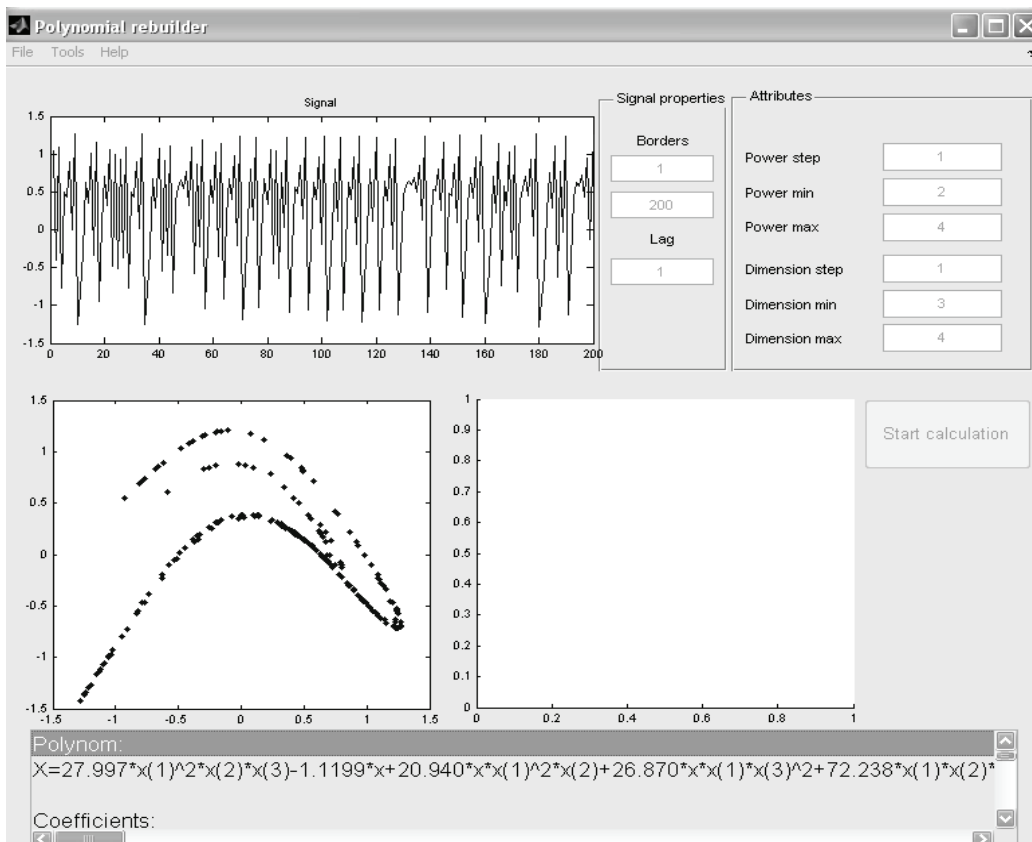 Polynomial rebuilder
File Tools Help
Signal
1.5
1
0.5
0
-0.5
-1
-1.5
0 20 40 60 80 100 120 140 160 180 200
Signal properties
Borders
1
200
Lag
1
Attributes
Power step 1
Power min 2
Power max 4
Dimension step 1
Dimension min 3
Dimension max 4
1.5
1
0.5
0
-0.5
-1
-1.5
-1.5 -1 -0.5 0 0.5 1 1.5
1
0.9
0.8
0.7
0.6
0.5
0.4
0.3
0.2
0.1
0
0 0.2 0.4 0.6 0.8 1
Start calculation
Polynom:
X=27.997*x(1)^2*x(2)*x(3)-1.1199*x+20.940*x*x(1)^2*x(2)+26.870*x*x(1)*x(3)^2+72.238*x(1)*x(2)*
Coefficients: